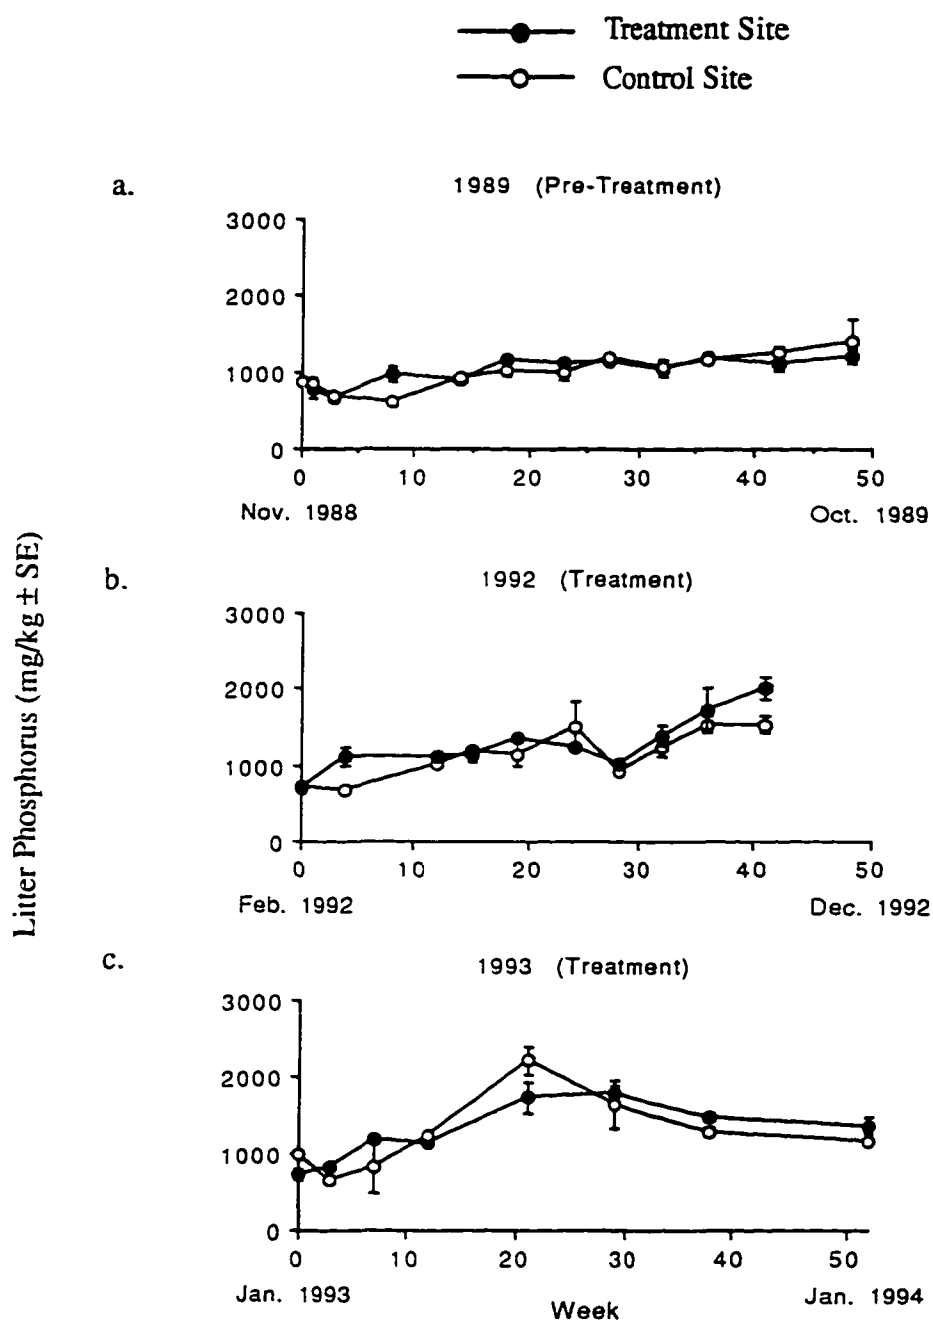 Treatment Site
Control Site
a.
1989 (Pre-Treatment)
3000
2000
1000
0
0 10 20 30 40 50
Nov. 1988 Oct. 1989
Litter Phosphorus (mg/kg ± SE)
b.
1992 (Treatment)
3000
2000
1000
0
0 10 20 30 40 50
Feb. 1992 Dec. 1992
c.
1993 (Treatment)
3000
2000
1000
0
0 10 20 30 40 50
Jan. 1993 Jan. 1994
Week